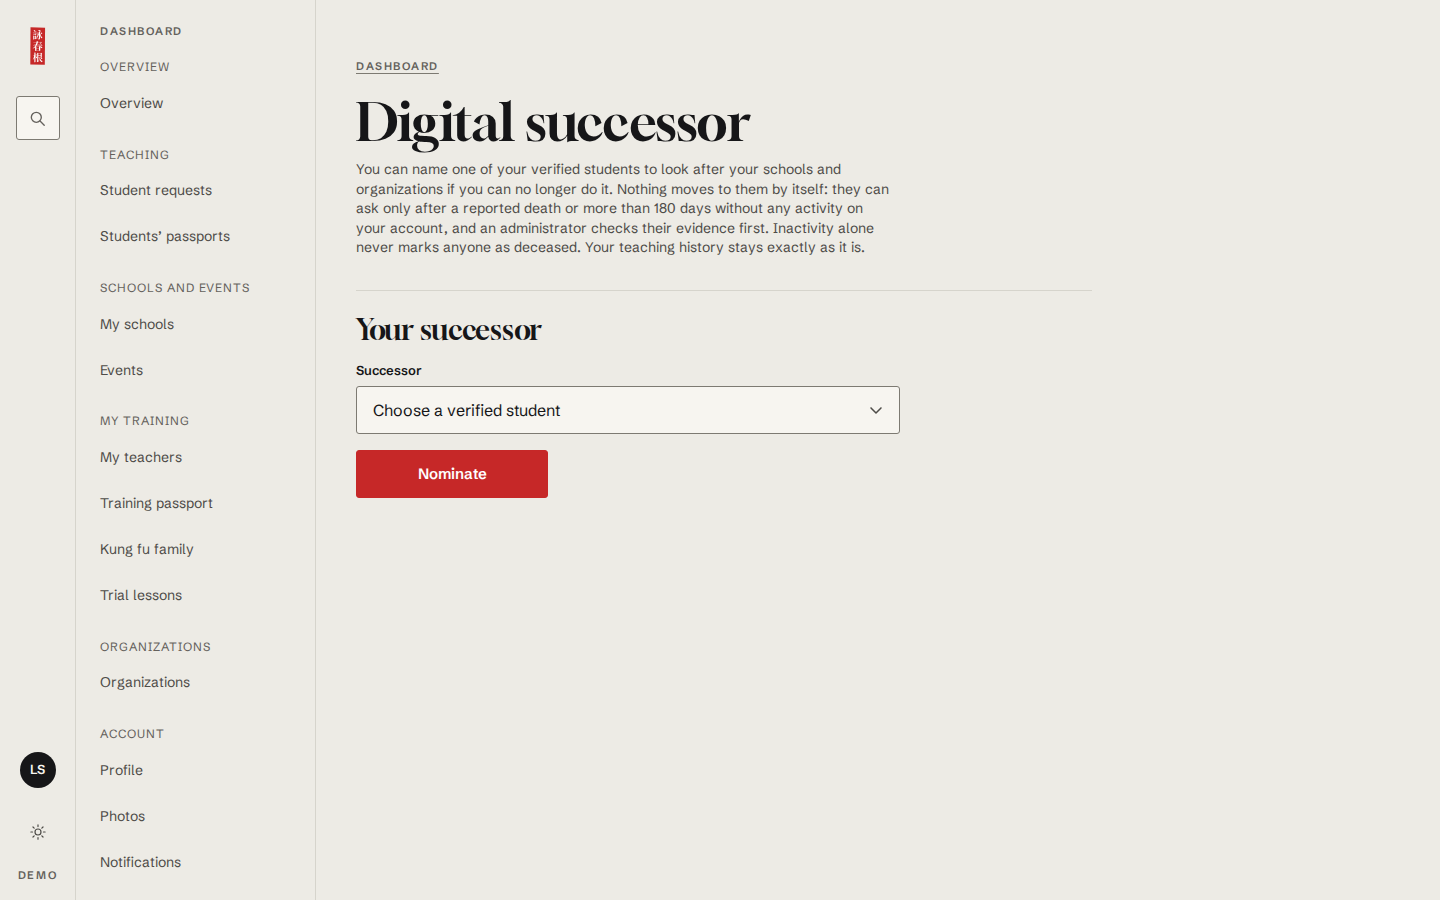 詠春根
DASHBOARD
OVERVIEW
Overview
TEACHING
Student requests
Students’ passports
SCHOOLS AND EVENTS
My schools
Events
MY TRAINING
My teachers
Training passport
Kung fu family
Trial lessons
ORGANIZATIONS
Organizations
ACCOUNT
Profile
Photos
Notifications
LS
DEMO
DASHBOARD
Digital successor
You can name one of your verified students to look after your schools and
organizations if you can no longer do it. Nothing moves to them by itself: they can
ask only after a reported death or more than 180 days without any activity on
your account, and an administrator checks their evidence first. Inactivity alone
never marks anyone as deceased. Your teaching history stays exactly as it is.
Your successor
Successor
Choose a verified student
Nominate